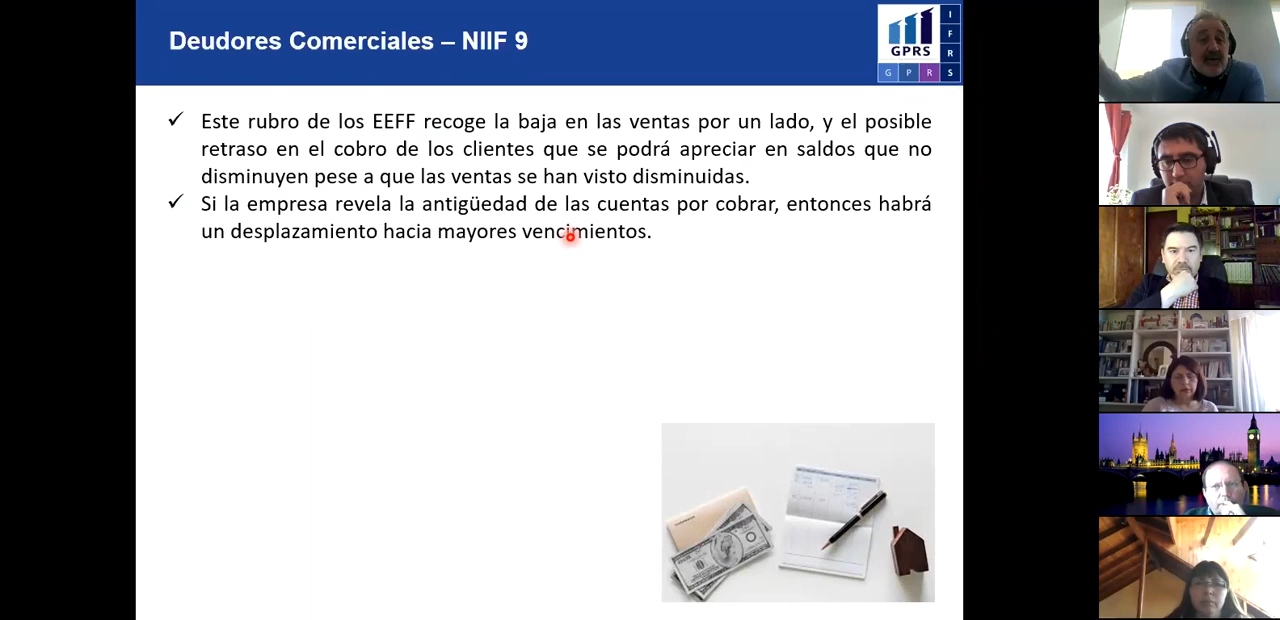 Deudores Comerciales – NIIF 9
GPRS
I
F
R
G P R S
✓ Este rubro de los EEFF recoge la baja en las ventas por un lado, y el posible
retraso en el cobro de los clientes que se podrá apreciar en saldos que no
disminuyen pese a que las ventas se han visto disminuidas.
✓ Si la empresa revela la antigüedad de las cuentas por cobrar, entonces habrá
un desplazamiento hacia mayores vencimientos.